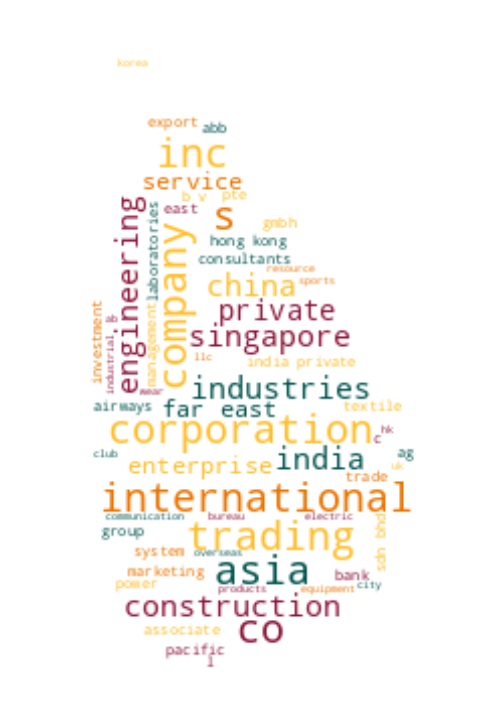 korea
export
abb
inc
service
b v
pte
east
s
gmbh
engineering
laboratories
company
hong kong
consultants
resource
china
sports
private
investment
management
industrial
ab
singapore
llc
india private
wear
industries
airways
far east
textile
corporation
hk
c
club
enterprise
india
ag
uk
trade
international
communication
bureau
electric
group
trading
sdn bhd
system
overseas
marketing
asia
bank
power
products
equipment
city
construction
associate
co
pacific
l